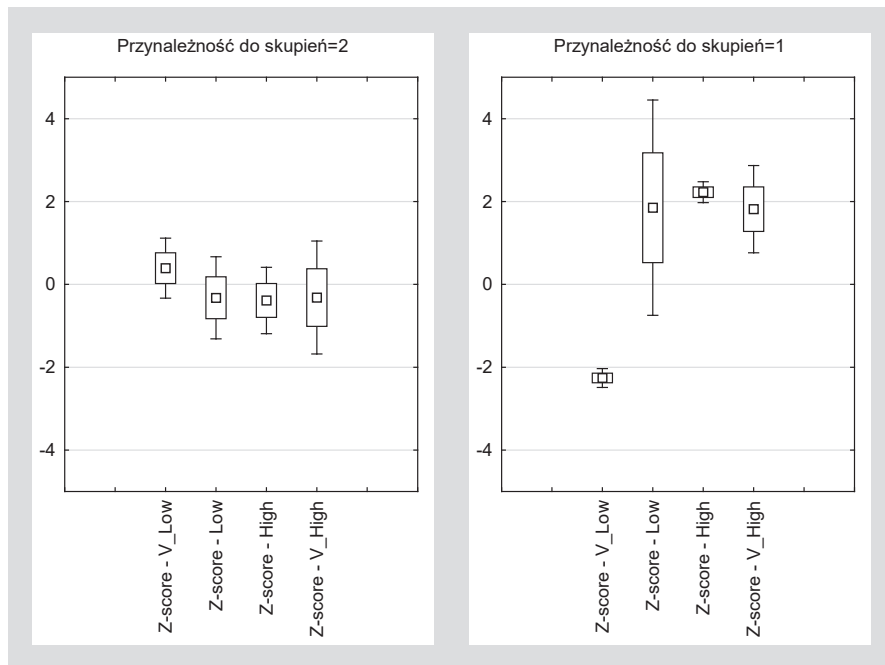 Przynależność do skupień=2
4
2
0
-2
-4
Z-score - V_Low
Z-score - Low
Z-score - High
Z-score - V_High
Przynależność do skupień=1
4
2
0
-2
-4
Z-score - V_Low
Z-score - Low
Z-score - High
Z-score - V_High